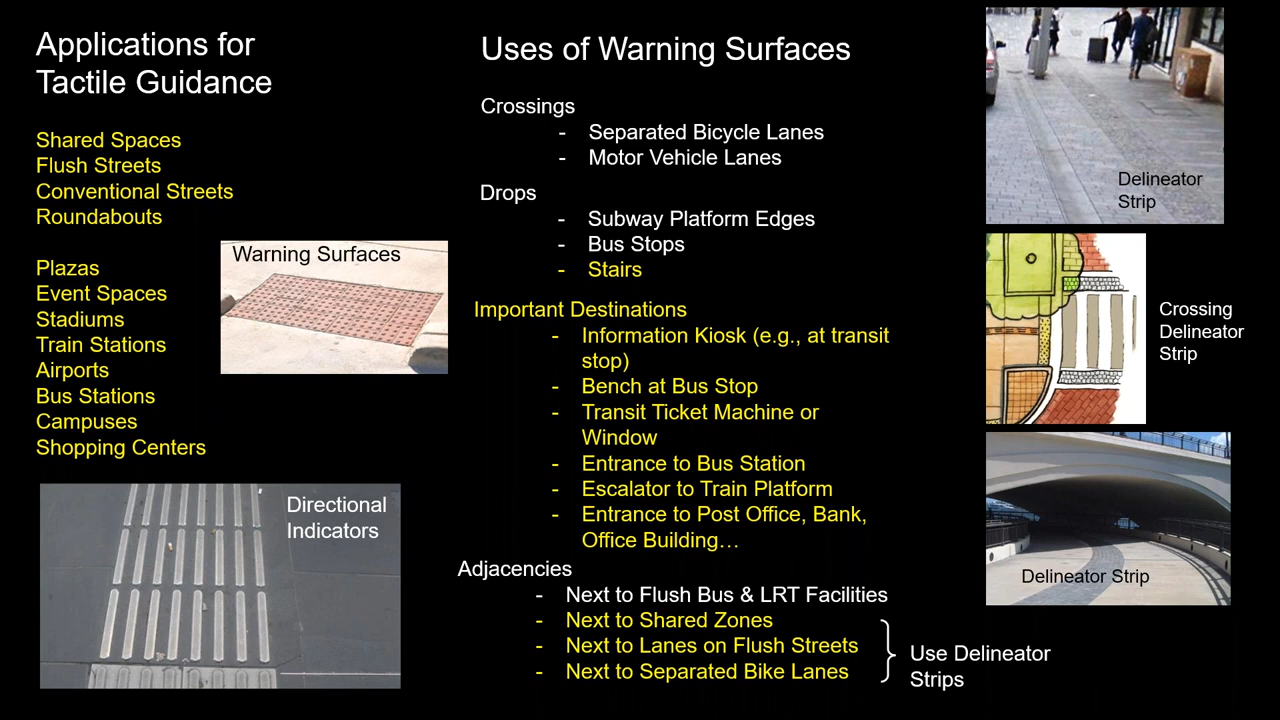 Applications for
Tactile Guidance
Shared Spaces
Flush Streets
Conventional Streets
Roundabouts
Plazas
Event Spaces
Stadiums
Train Stations
Airports
Bus Stations
Campuses
Shopping Centers
Warning Surfaces
Directional
Indicators
Uses of Warning Surfaces
Crossings
- Separated Bicycle Lanes
- Motor Vehicle Lanes
Drops
- Subway Platform Edges
- Bus Stops
- Stairs
Important Destinations
- Information Kiosk (e.g., at transit
stop)
- Bench at Bus Stop
- Transit Ticket Machine or
Window
- Entrance to Bus Station
- Escalator to Train Platform
- Entrance to Post Office, Bank,
Office Building…
Adjacencies
- Next to Flush Bus & LRT Facilities
- Next to Shared Zones
- Next to Lanes on Flush Streets
- Next to Separated Bike Lanes
Use Delineator
Strips
Delineator
Strip
Crossing
Delineator
Strip
Delineator Strip